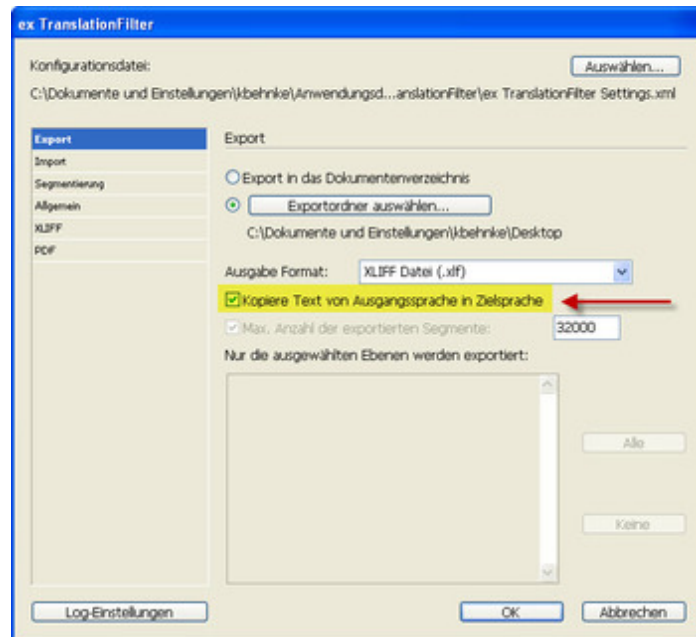 ex TranslationFilter
Konfigurationsdatei:
Auswählen...
C:\Dokumente und Einstellungen\kbehnke\Anwendungsd...anslationFilter\ex TranslationFilter Settings.xml
Export
Import
Segmentierung
Allgemein
XLIFF
PDF
Export
Export in das Dokumentenverzeichnis
Exportordner auswählen...
C:\Dokumente und Einstellungen\kbehnke\Desktop
Ausgabe Format: XLIFF Datei (.xlf)
Kopiere Text von Ausgangssprache in Zielsprache
Max. Anzahl der exportierten Segmente: 32000
Nur die ausgewählten Ebenen werden exportiert:
Alle
Keine
Log-Einstellungen
OK
Abbrechen